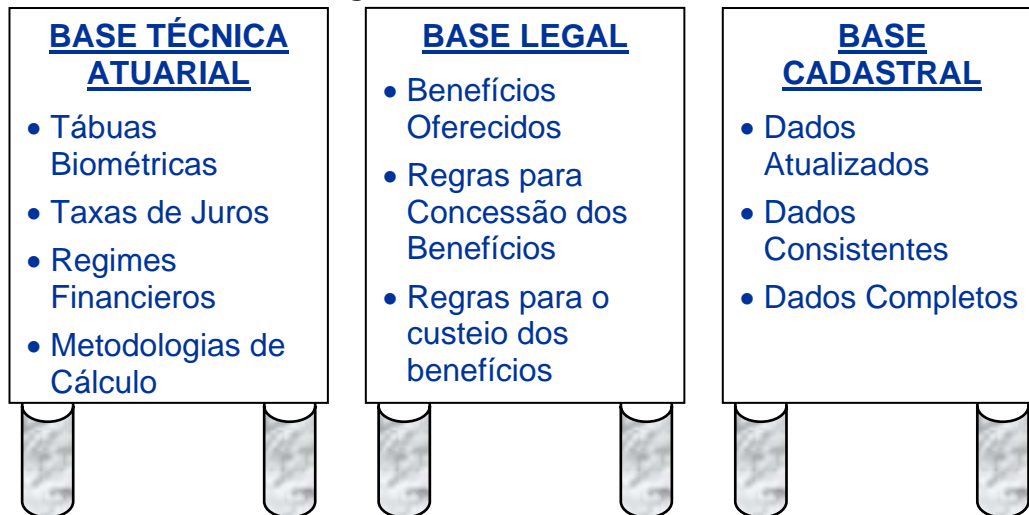 BASE TÉCNICA
ATUARIAL
• Tábuas
Biométricas
• Taxas de Juros
• Regimes
Financieros
• Metodologias de
Cálculo
BASE LEGAL
• Benefícios
Oferecidos
• Regras para
Concessão dos
Benefícios
• Regras para o
custeio dos
benefícios
BASE
CADASTRAL
• Dados
Atualizados
• Dados
Consistentes
• Dados Completos